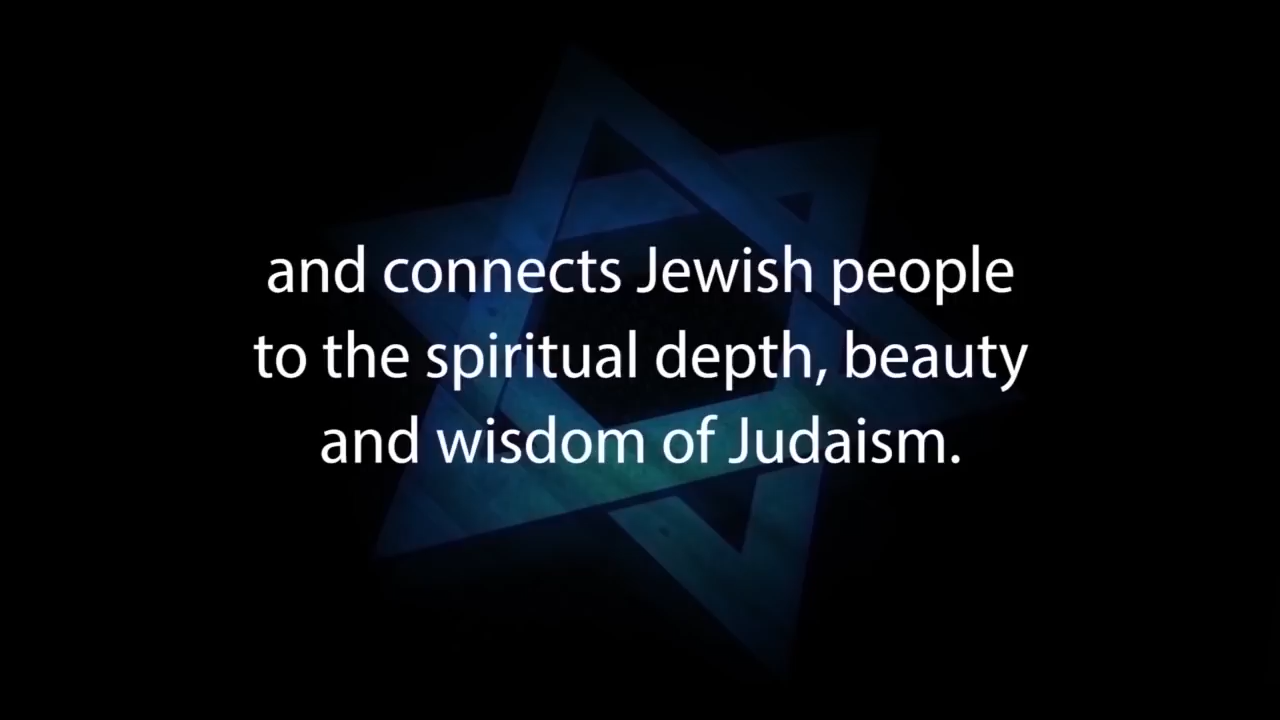 and connects Jewish people
to the spiritual depth, beauty
and wisdom of Judaism.